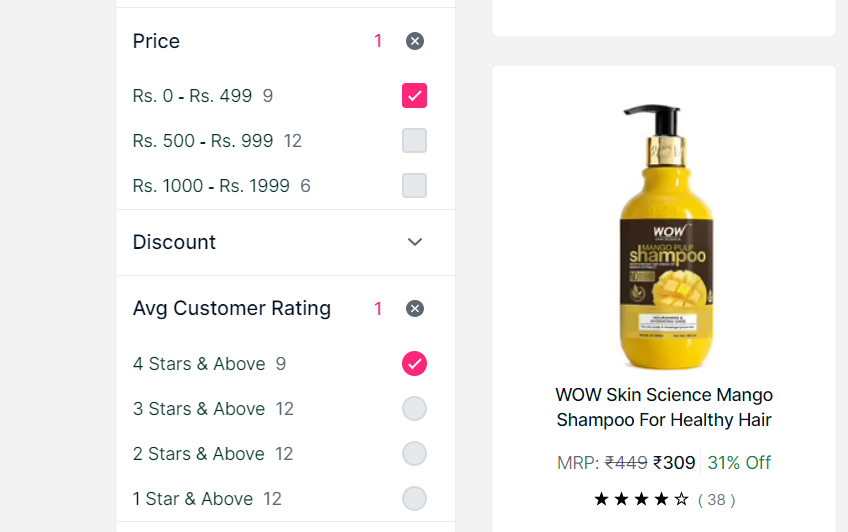 Price 1
Rs. 0 - Rs. 499 9
Rs. 500 - Rs. 999 12
Rs. 1000 - Rs. 1999 6
Discount
Avg Customer Rating 1
4 Stars & Above 9
3 Stars & Above 12
2 Stars & Above 12
1 Star & Above 12
WOW
SKIN SCIENCE
MANGO PULP
shampoo
WOW Skin Science Mango
Shampoo For Healthy Hair
MRP: ₹449 ₹309 31% Off
( 38 )